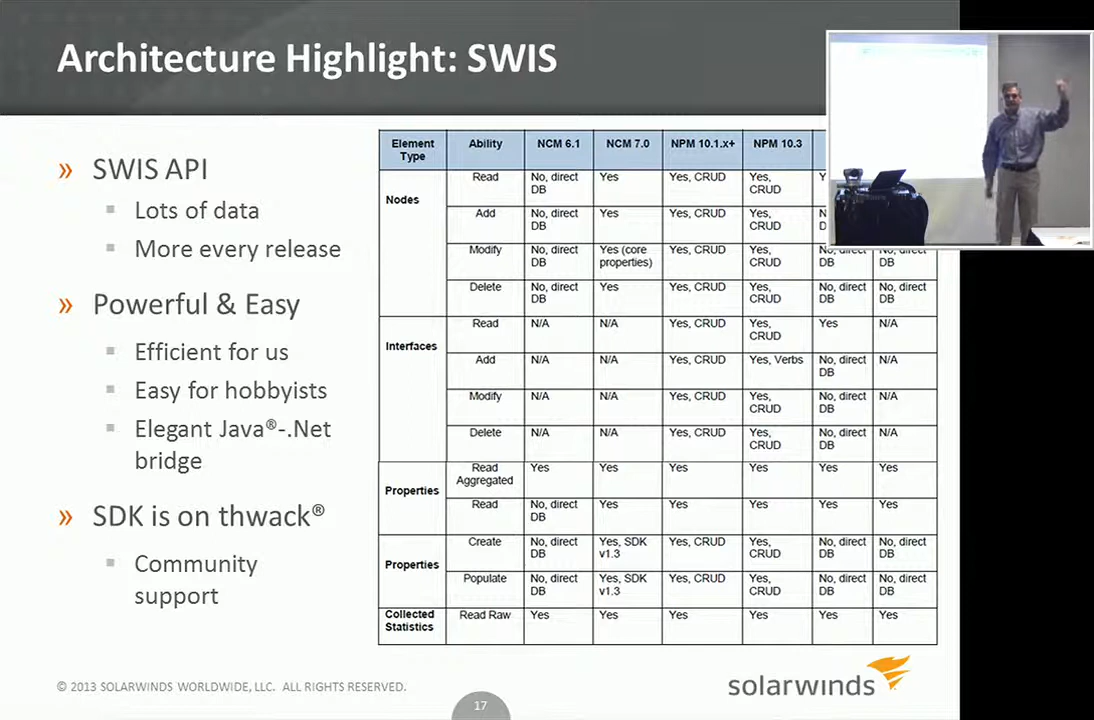 Architecture Highlight: SWIS
» SWIS API
Lots of data
More every release
» Powerful & Easy
Efficient for us
Easy for hobbyists
Elegant Java®-.Net
bridge
» SDK is on thwack®
Community
support
Element Type Ability NCM 6.1 NCM 7.0 NPM 10.1.x+ NPM 10.3
Nodes Read No, direct DB Yes Yes, CRUD Yes, CRUD
Add No, direct DB Yes Yes, CRUD Yes, CRUD
Modify No, direct DB Yes (core properties) Yes, CRUD Yes, CRUD No, direct DB No, direct DB
Delete No, direct DB Yes Yes, CRUD Yes, CRUD No, direct DB No, direct DB
Interfaces Read N/A N/A Yes, CRUD Yes, CRUD Yes N/A
Add N/A N/A Yes, CRUD Yes, Verbs No, direct DB N/A
Modify N/A N/A Yes, CRUD Yes, CRUD No, direct DB N/A
Delete N/A N/A Yes, CRUD Yes, CRUD No, direct DB N/A
Properties Read Aggregated Yes Yes Yes Yes Yes Yes
Read No, direct DB Yes Yes Yes Yes Yes
Properties Create No, direct DB Yes, SDK v1.3 Yes, CRUD Yes, CRUD No, direct DB No, direct DB
Populate No, direct DB Yes, SDK v1.3 Yes, CRUD Yes, CRUD No, direct DB No, direct DB
Collected Statistics Read Raw Yes Yes Yes Yes Yes Yes
© 2013 SOLARWINDS WORLDWIDE, LLC. ALL RIGHTS RESERVED.
17
solarwinds